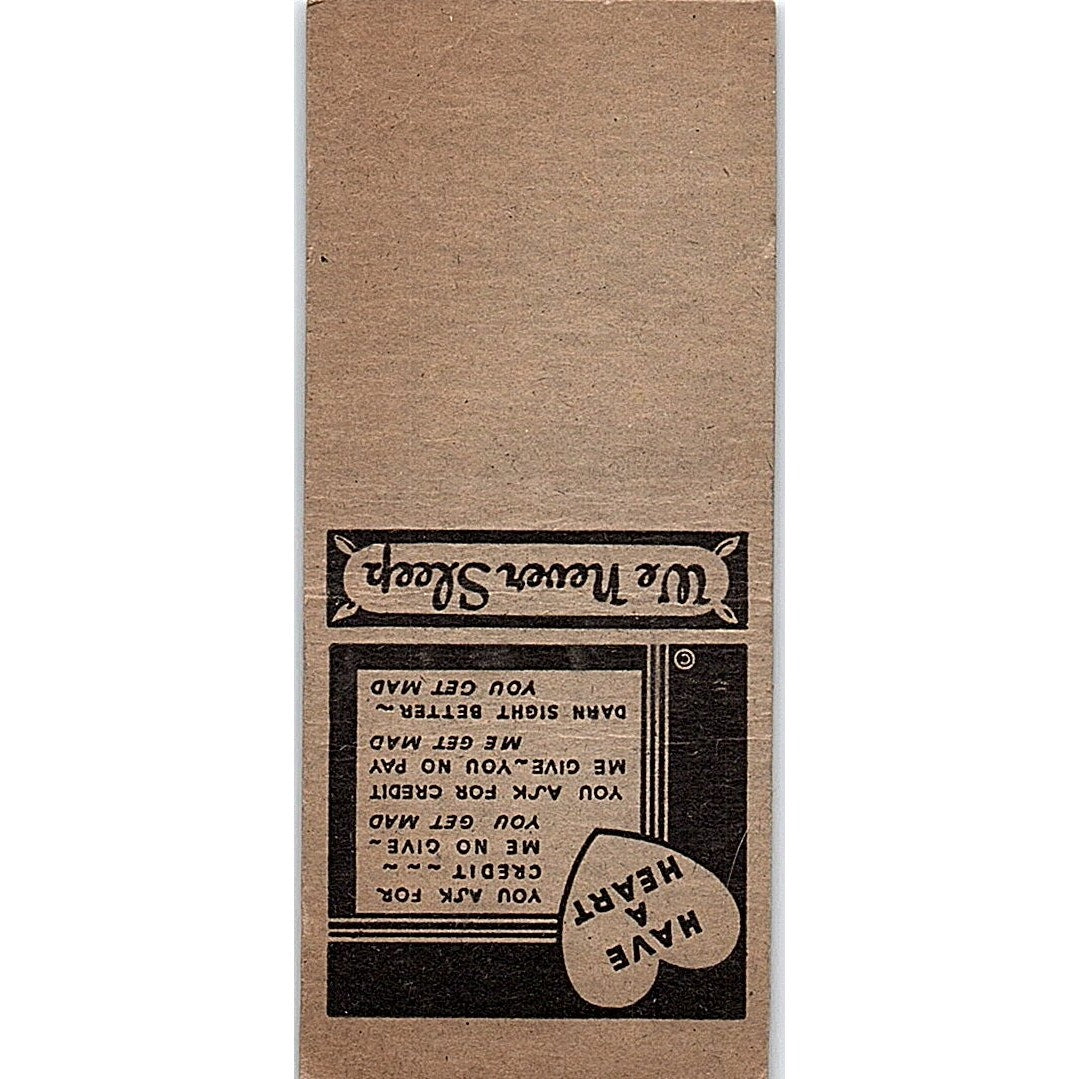 HAVE
A
HEART
YOU ASK FOR
CREDIT ~ ~ ~
ME NO GIVE~
YOU GET MAD
YOU ASK FOR CREDIT
ME GIVE~YOU NO PAY
ME GET MAD
DARN SIGHT BETTER~
YOU GET MAD
©
We Never Sleep